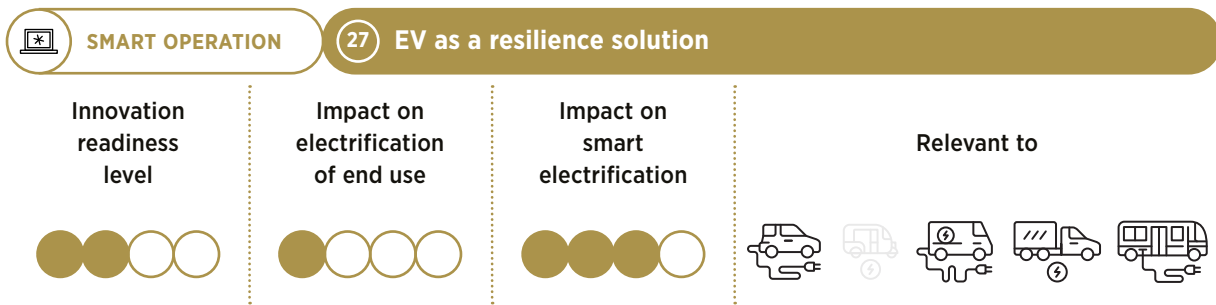 SMART OPERATION
27 EV as a resilience solution
Innovation
readiness
level
Impact on
electrification
of end use
Impact on
smart
electrification
Relevant to